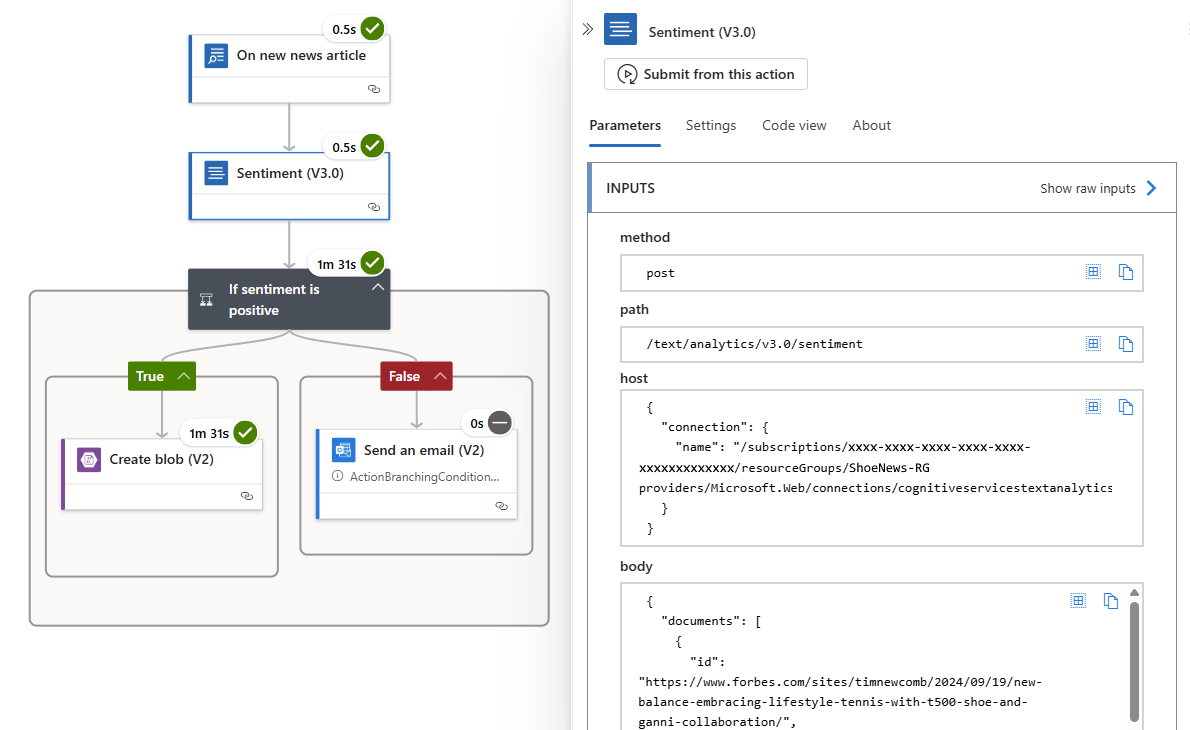 0.5s
On new news article
0.5s
Sentiment (V3.0)
1m 31s
If sentiment is
positive
True
False
1m 31s
Create blob (V2)
0s
Send an email (V2)
ActionBranchingCondition...
Sentiment (V3.0)
Submit from this action
Parameters
Settings
Code view
About
INPUTS
Show raw inputs
method
post
path
/text/analytics/v3.0/sentiment
host
{
"connection": {
"name": "/subscriptions/xxxx-xxxx-xxxx-xxxx-xxxx-
xxxxxxxxxxxxx/resourceGroups/ShoeNews-RG
providers/Microsoft.Web/connections/cognitiveservicestextanalytics
}
}
body
{
"documents": [
{
"id":
"https://www.forbes.com/sites/timnewcomb/2024/09/19/new-
balance-embracing-lifestyle-tennis-with-t500-shoe-and-
ganni-collaboration/",